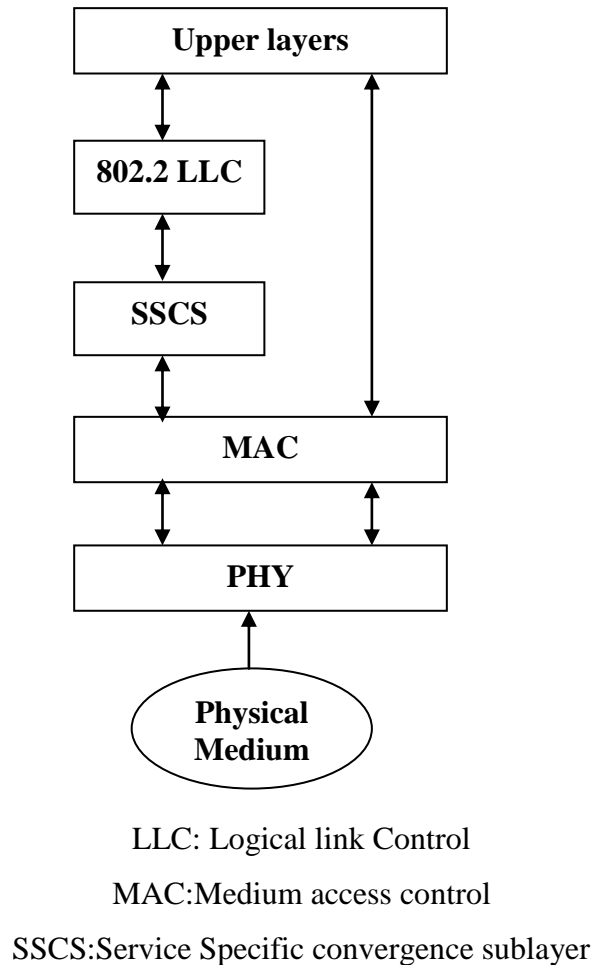 Upper layers
802.2 LLC
SSCS
MAC
PHY
Physical
Medium
LLC: Logical link Control
MAC:Medium access control
SSCS:Service Specific convergence sublayer